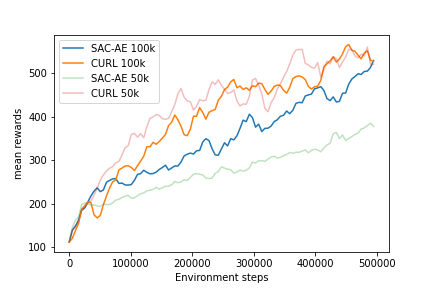 SAC-AE 100k
CURL 100k
SAC-AE 50k
CURL 50k
mean rewards
500
400
300
200
100
0
100000
200000
300000
400000
500000
Environment steps